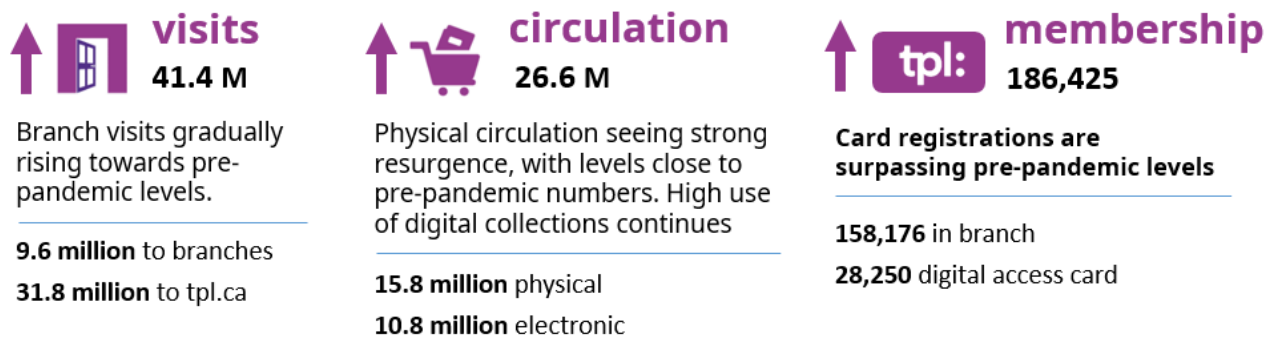 visits
41.4 M
Branch visits gradually
rising towards pre-
pandemic levels.
9.6 million to branches
31.8 million to tpl.ca
circulation
26.6 M
Physical circulation seeing strong
resurgence, with levels close to
pre-pandemic numbers. High use
of digital collections continues
15.8 million physical
10.8 million electronic
tpl:
membership
186,425
Card registrations are
surpassing pre-pandemic levels
158,176 in branch
28,250 digital access card